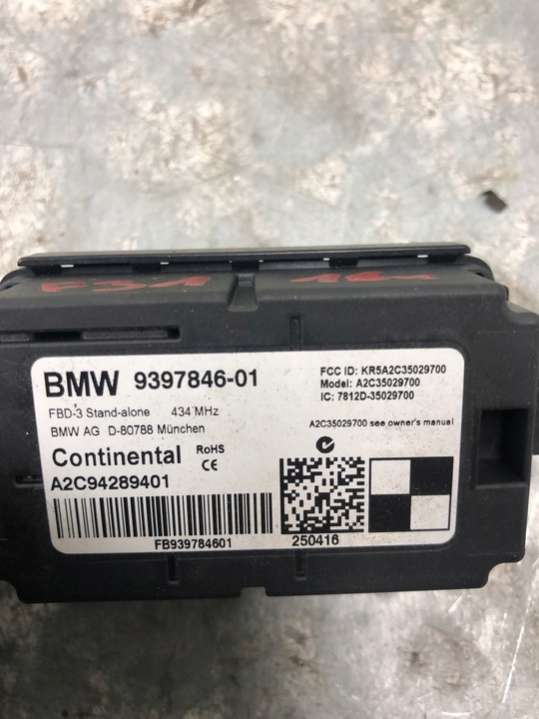 F31
BMW 9397846-01
FBD-3 Stand-alone 434 MHz
BMW AG D-80788 München
FCC ID: KR5A2C35029700
Model: A2C35029700
IC: 7812D-35029700
A2C35029700 see owner's manual
Continental RoHS
CE
A2C94289401
FB939784601
250416